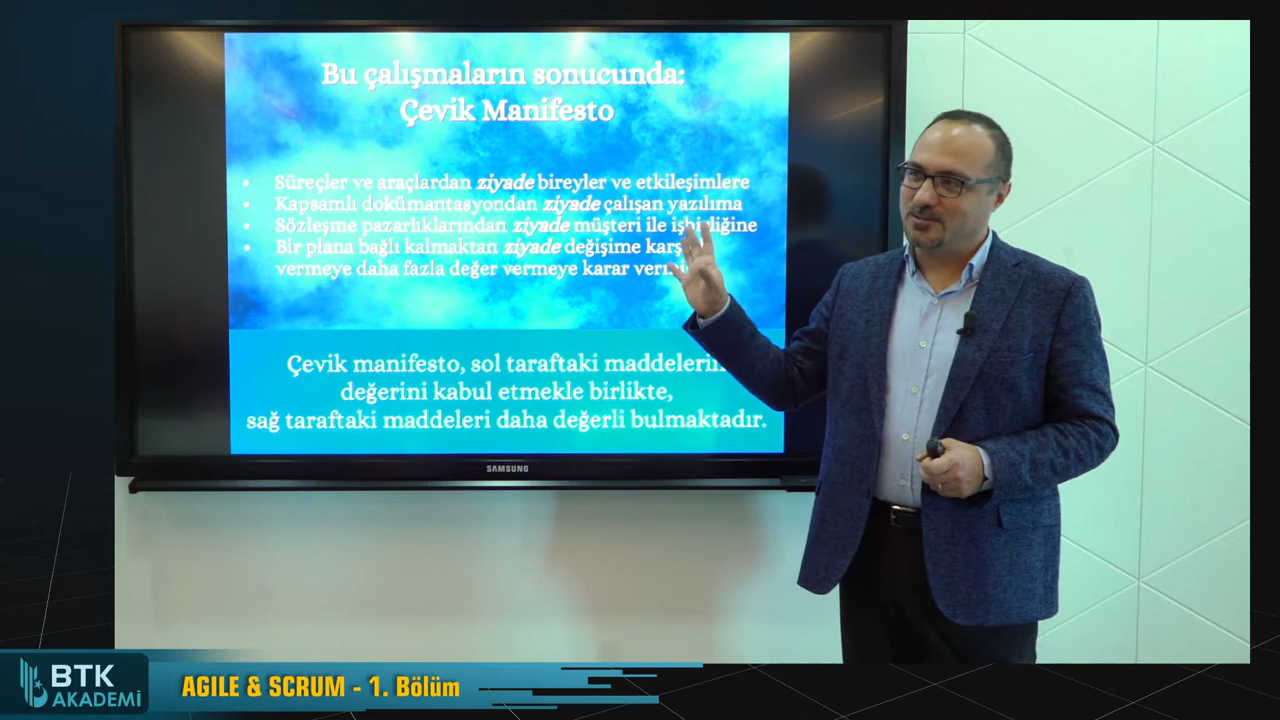 Bu çalışmaların sonucunda:
Çevik Manifesto
• Süreçler ve araçlardan ziyade bireyler ve etkileşimlere
• Kapsamlı dokümantasyondan ziyade çalışan yazılıma
• Sözleşme pazarlıklarından ziyade müşteri ile işbirliğine
• Bir plana bağlı kalmaktan ziyade değişime
vermeye daha fazla değer vermeye karar
Çevik manifesto, sol taraftaki maddelerin
değerini kabul etmekle birlikte,
sağ taraftaki maddeleri daha değerli bulmaktadır.
SAMSUNG
BTK
AKADEMİ
AGILE & SCRUM - 1. Bölüm